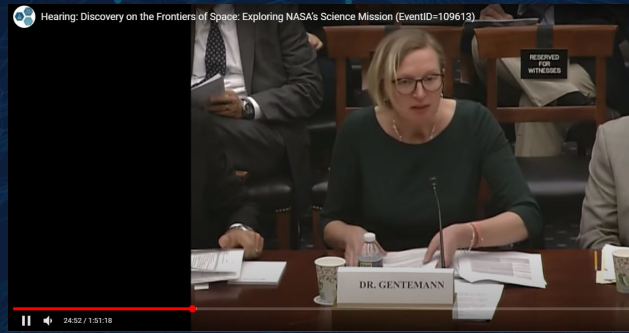 Hearing: Discovery on the Frontiers of Space: Exploring NASA's Science Mission (EventID=109613)
RESERVED
FOR
WITNESSES
DR. GENTEMANN
24:52 / 1:51:18